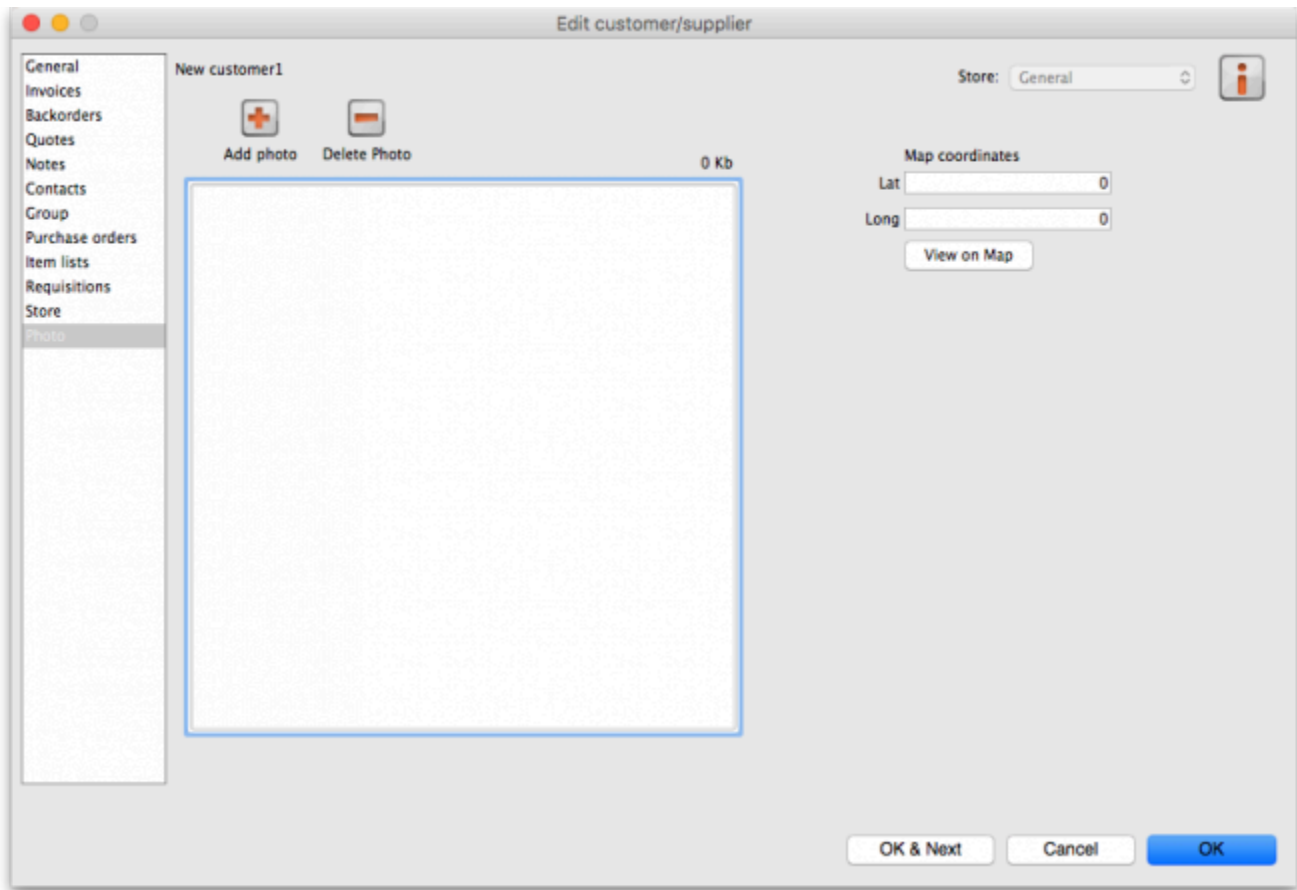 Edit customer/supplier
General
Invoices
Backorders
Quotes
Notes
Contacts
Group
Purchase orders
Item lists
Requisitions
Store
Photo
New customer1
Store: General
Add photo Delete Photo
0 Kb
Map coordinates
Lat 0
Long 0
View on Map
OK & Next Cancel OK